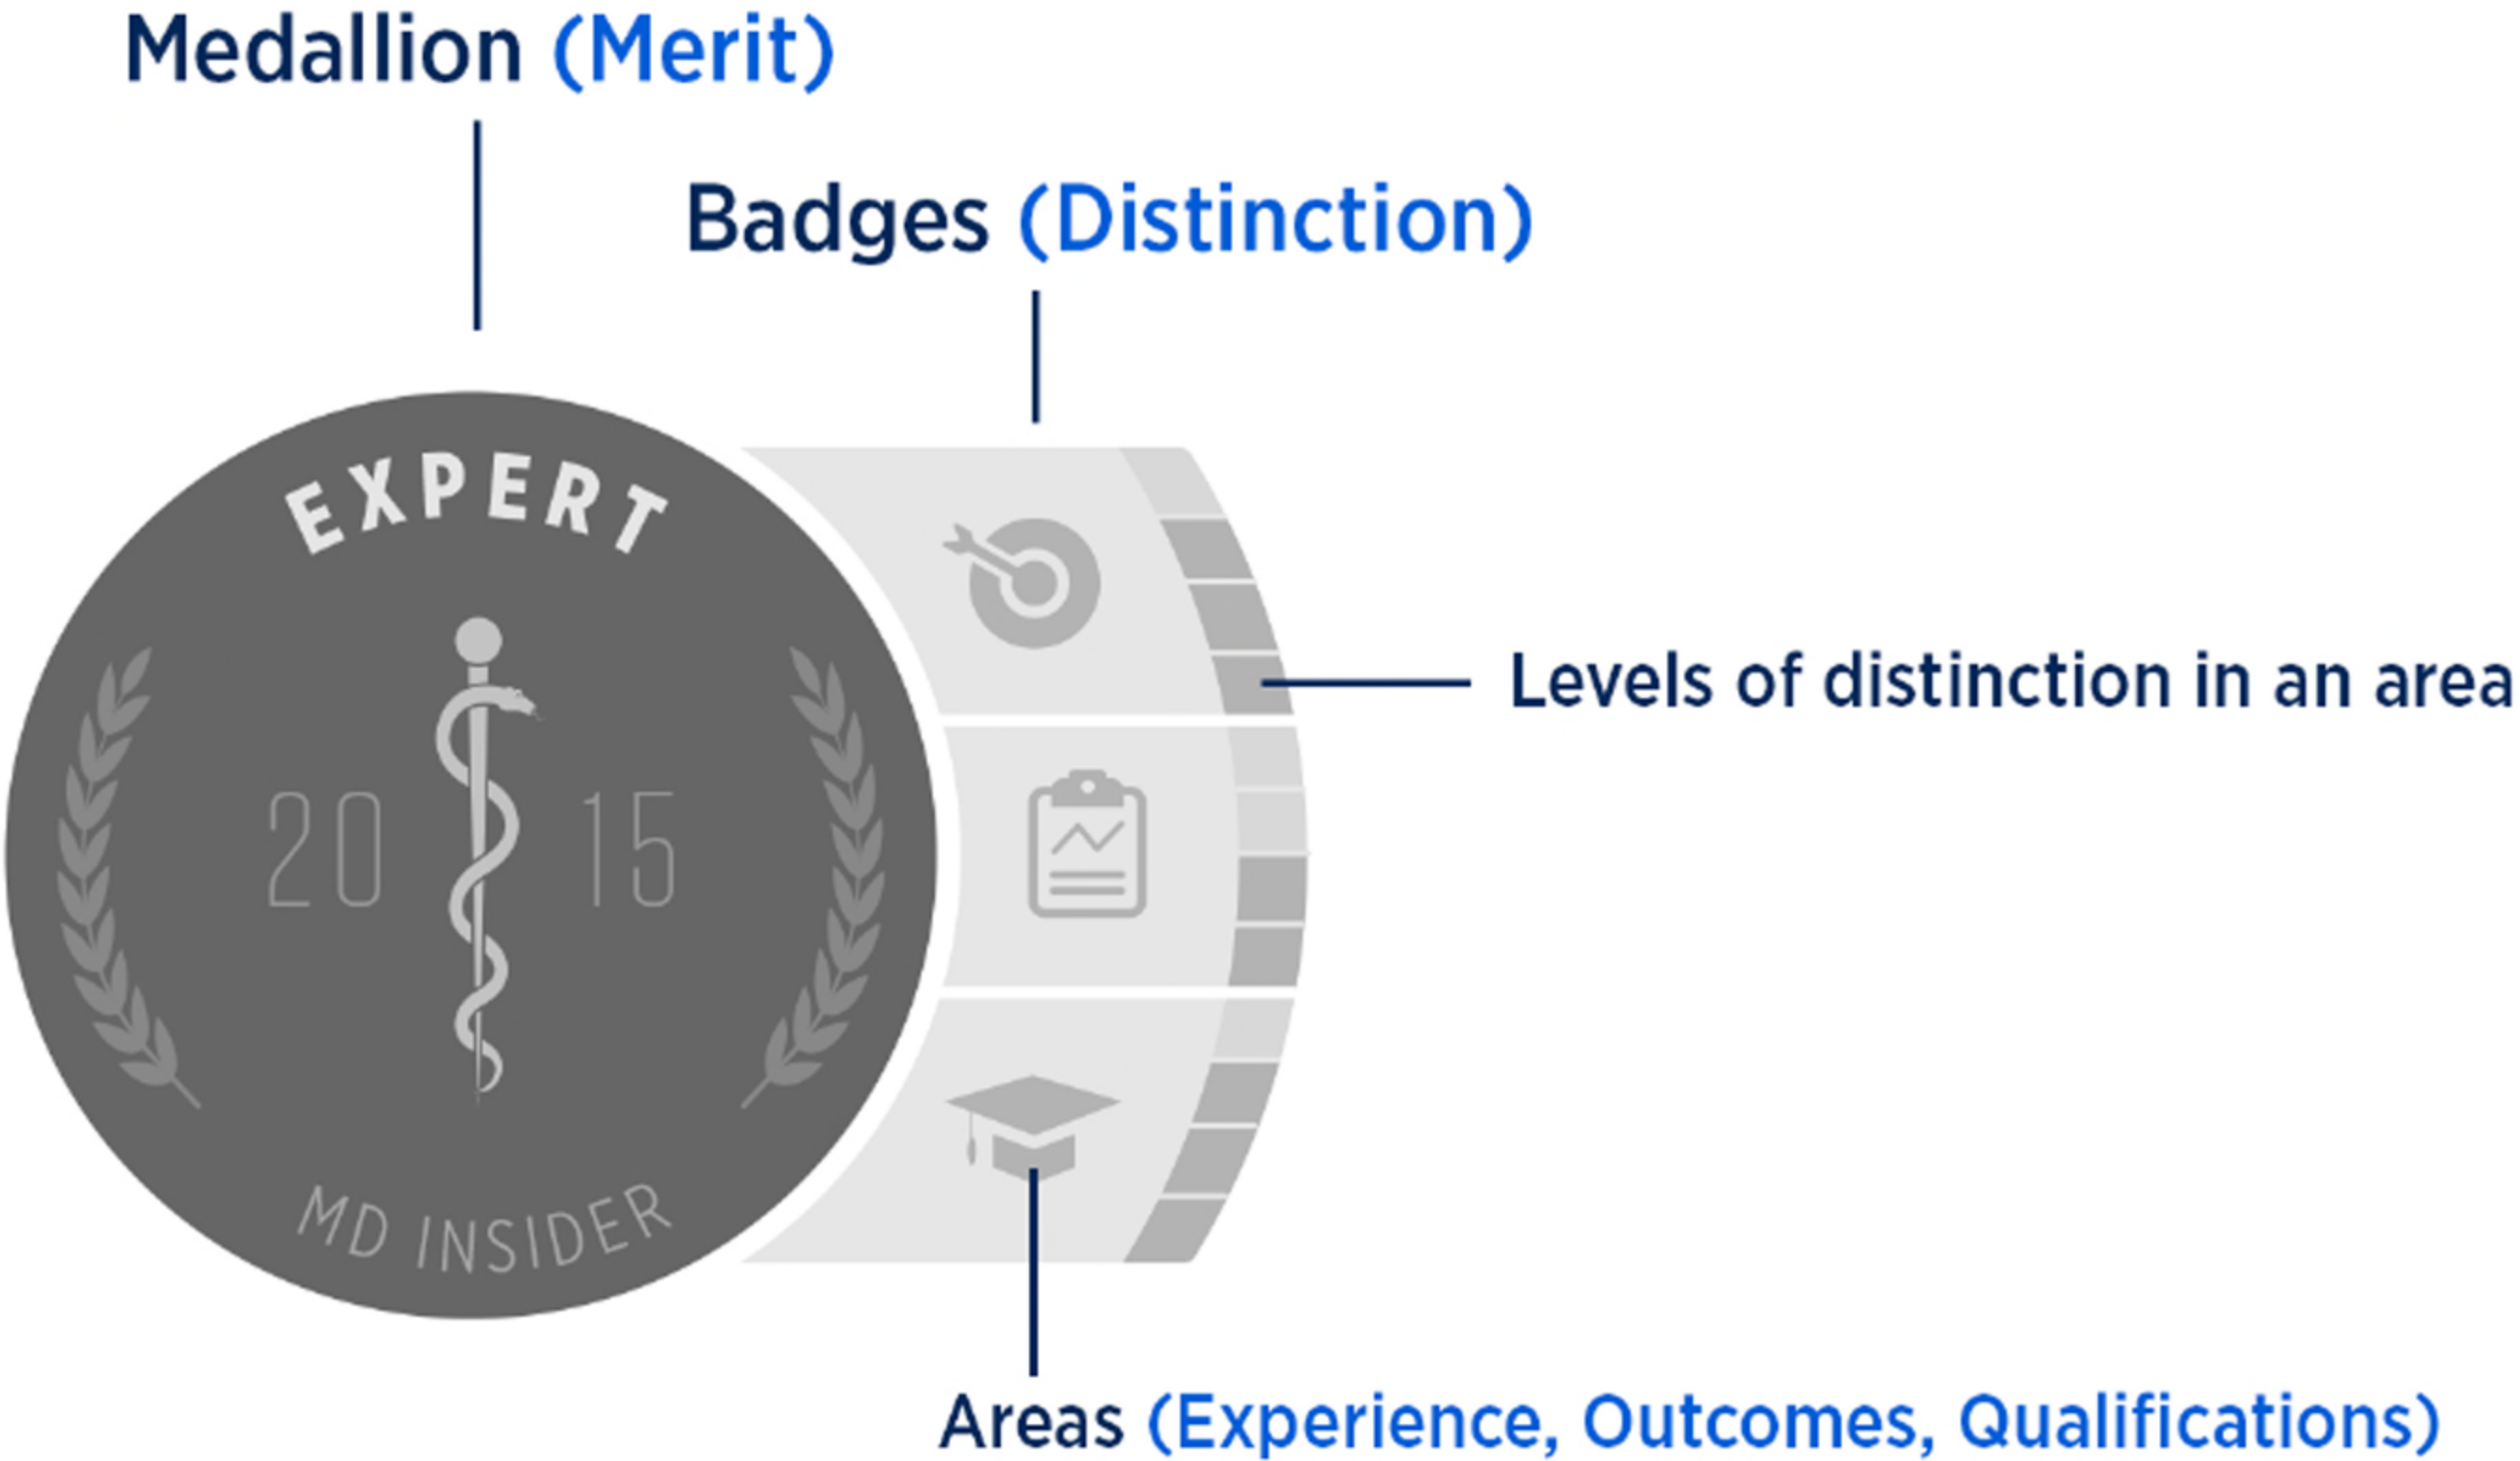 Medallion (Merit)
Badges (Distinction)
EXPERT
20 15
MD INSIDER
Levels of distinction in an area
Areas (Experience, Outcomes, Qualifications)